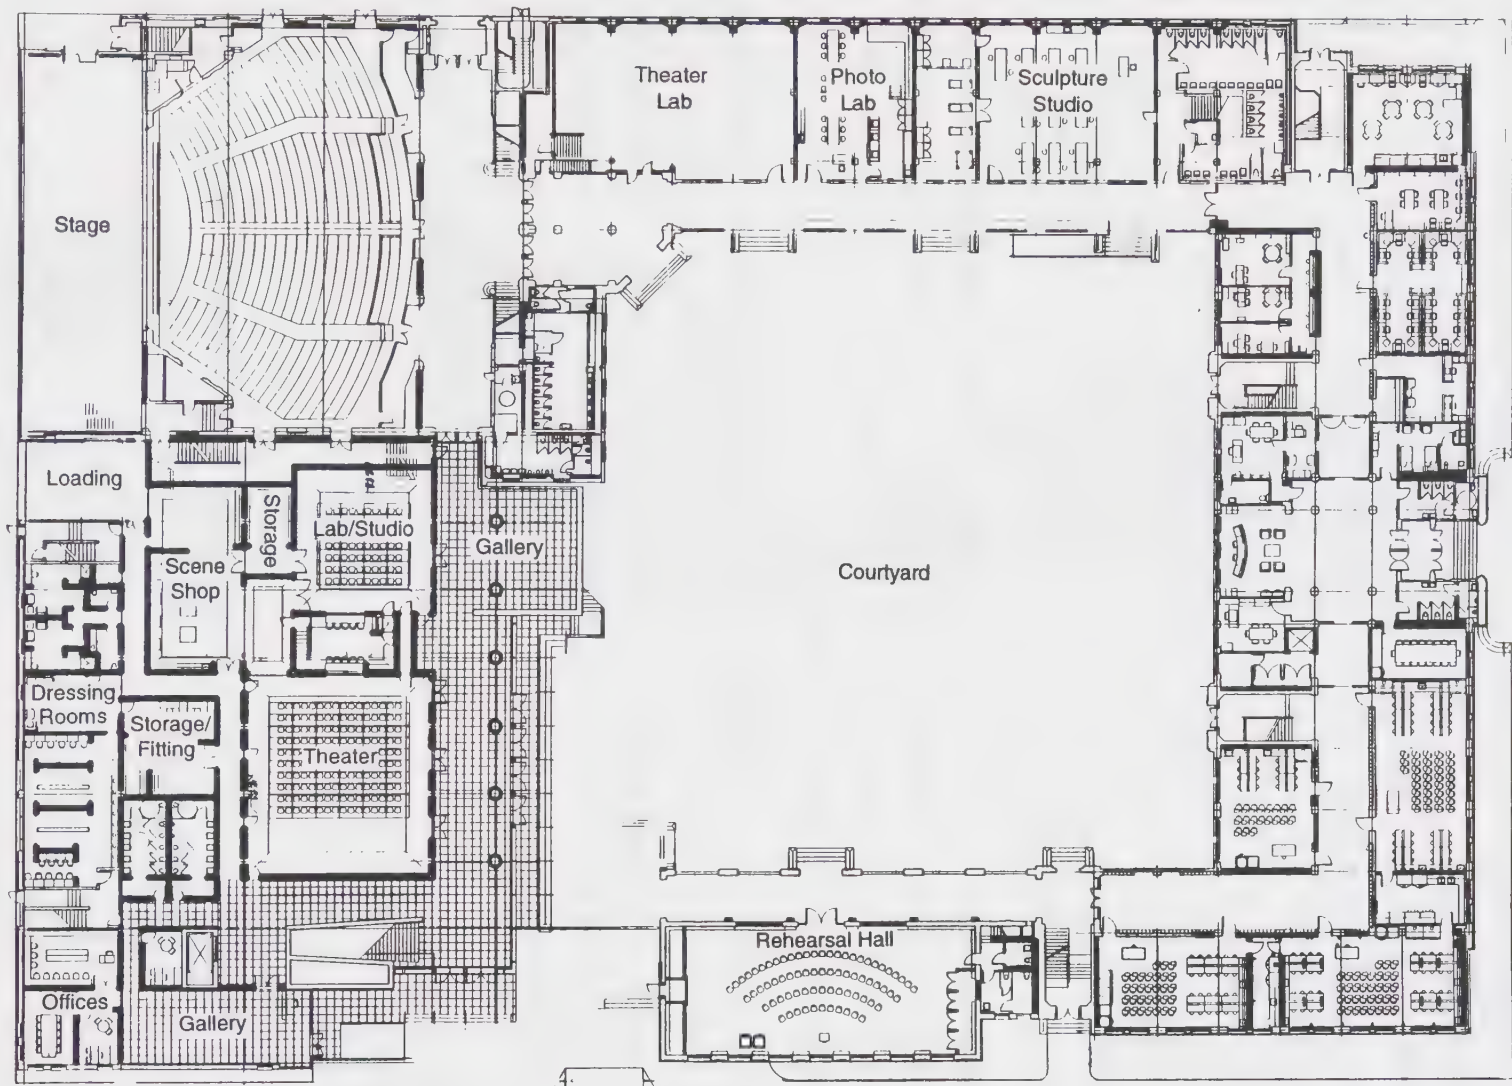 Theater
Lab
Photo
Lab
Sculpture
Studio
Stage
Loading
Storage
Lab/Studio
Gallery
Scene
Shop
Courtyard
Dressing
Rooms
Storage/
Fitting
Theater
Rehearsal Hall
Offices
Gallery